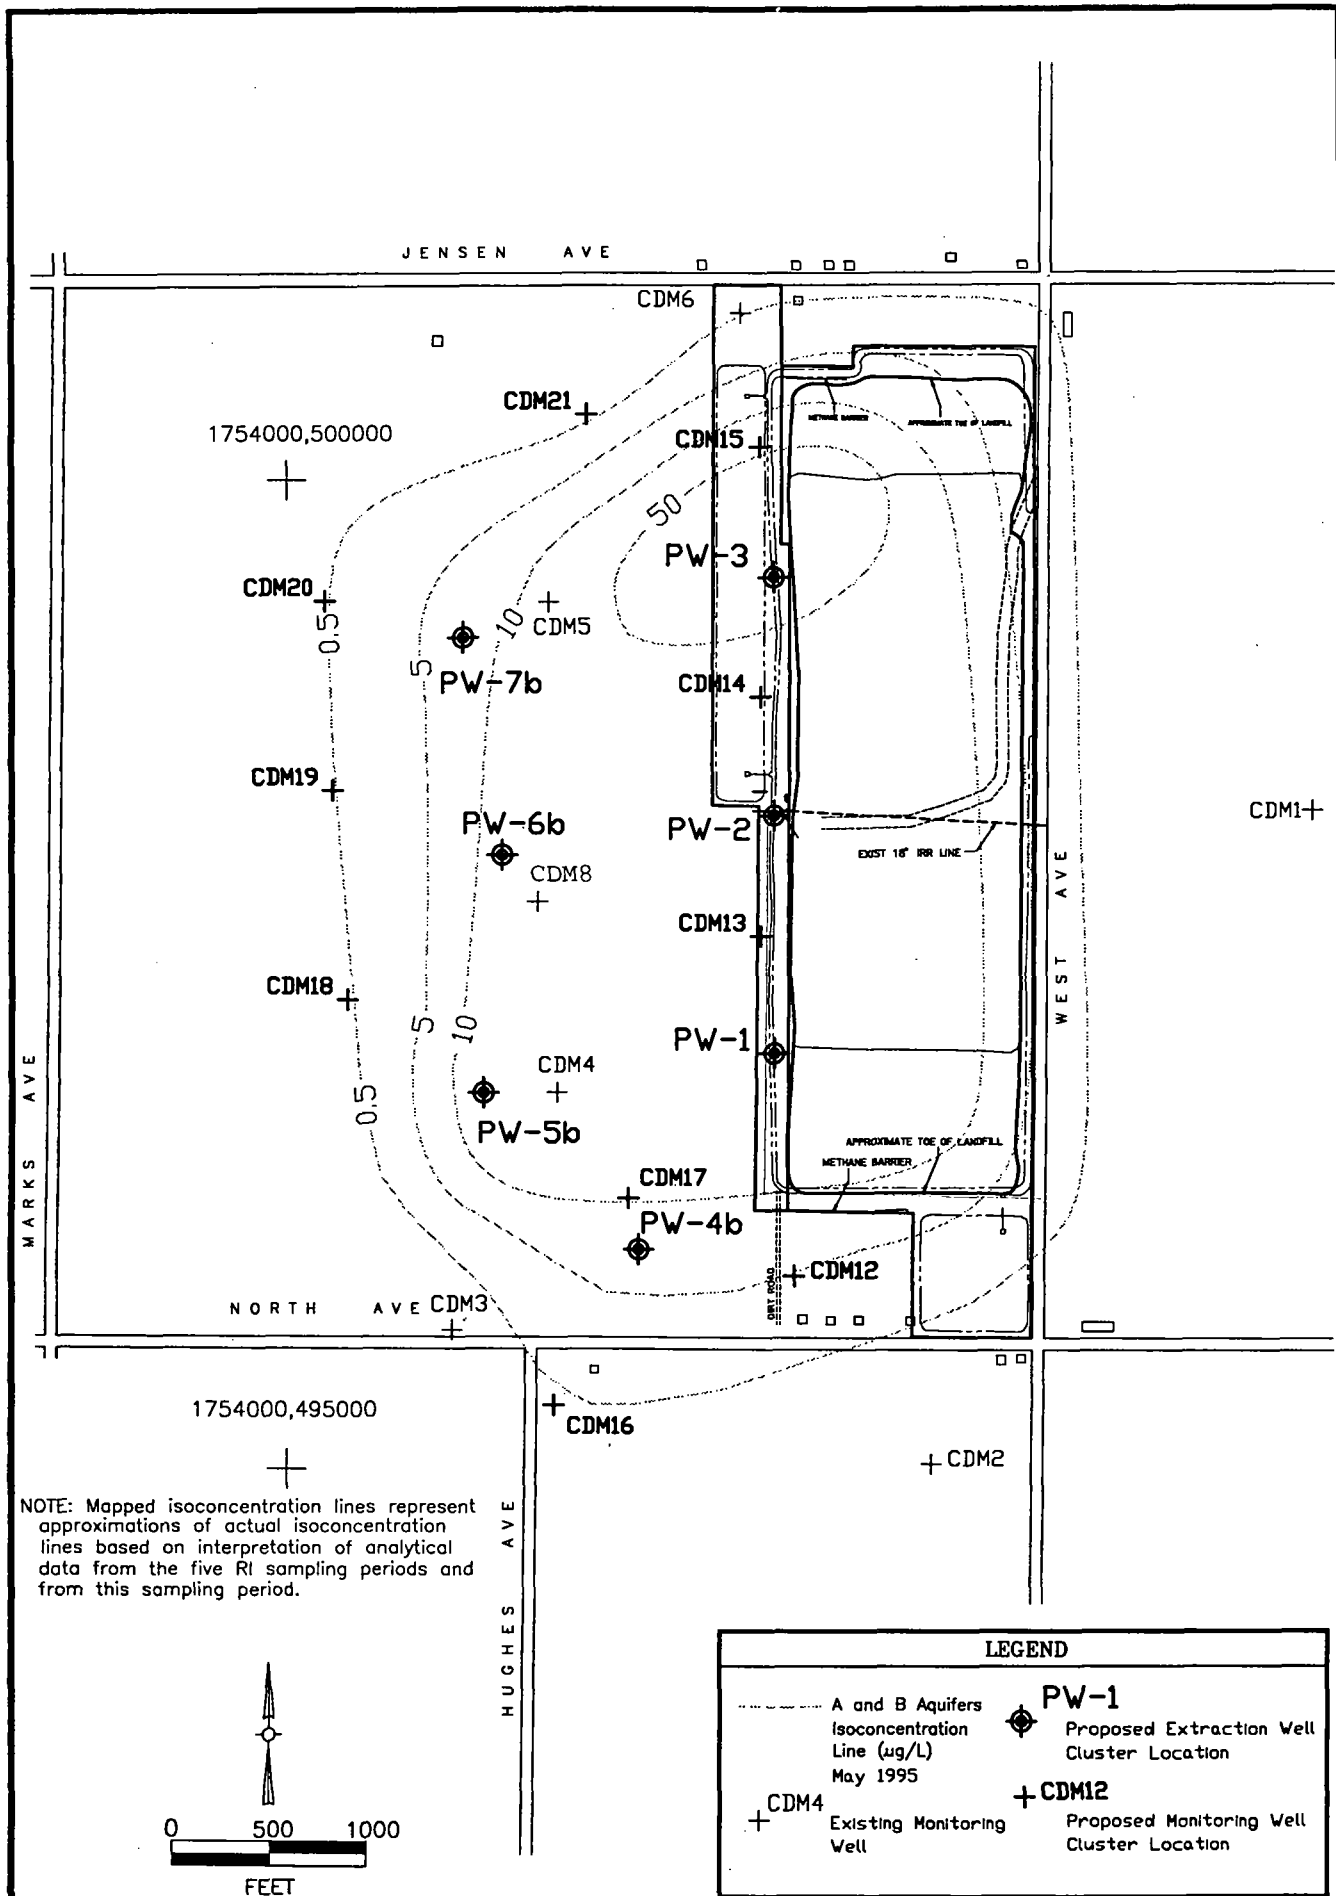 JENSEN AVE
CDM6
CDM21
METHANE BARRIER
APPROXIMATE TOE OF LANDFILL
1754000,500000
CDM15
50
PW-3
CDM20
0.5
10
CDM5
5
PW-7b
CDM14
CDM19
PW-6b
PW-2
CDM1
EXIST 18" IRR LINE
CDM8
WEST AVE
CDM13
CDM18
5
10
PW-1
MARKS AVE
CDM4
0.5
PW-5b
APPROXIMATE TOE OF LANDFILL
METHANE BARRIER
CDM17
PW-4b
CDM12
DIRT ROAD
NORTH AVE
CDM3
1754000,495000
CDM16
CDM2
NOTE: Mapped isoconcentration lines represent
approximations of actual isoconcentration
lines based on interpretation of analytical
data from the five RI sampling periods and
from this sampling period.
HUGHES AVE
0 500 1000
FEET
LEGEND
A and B Aquifers
Isoconcentration
Line (ug/L)
May 1995
PW-1
Proposed Extraction Well
Cluster Location
CDM4
Existing Monitoring
Well
CDM12
Proposed Monitoring Well
Cluster Location